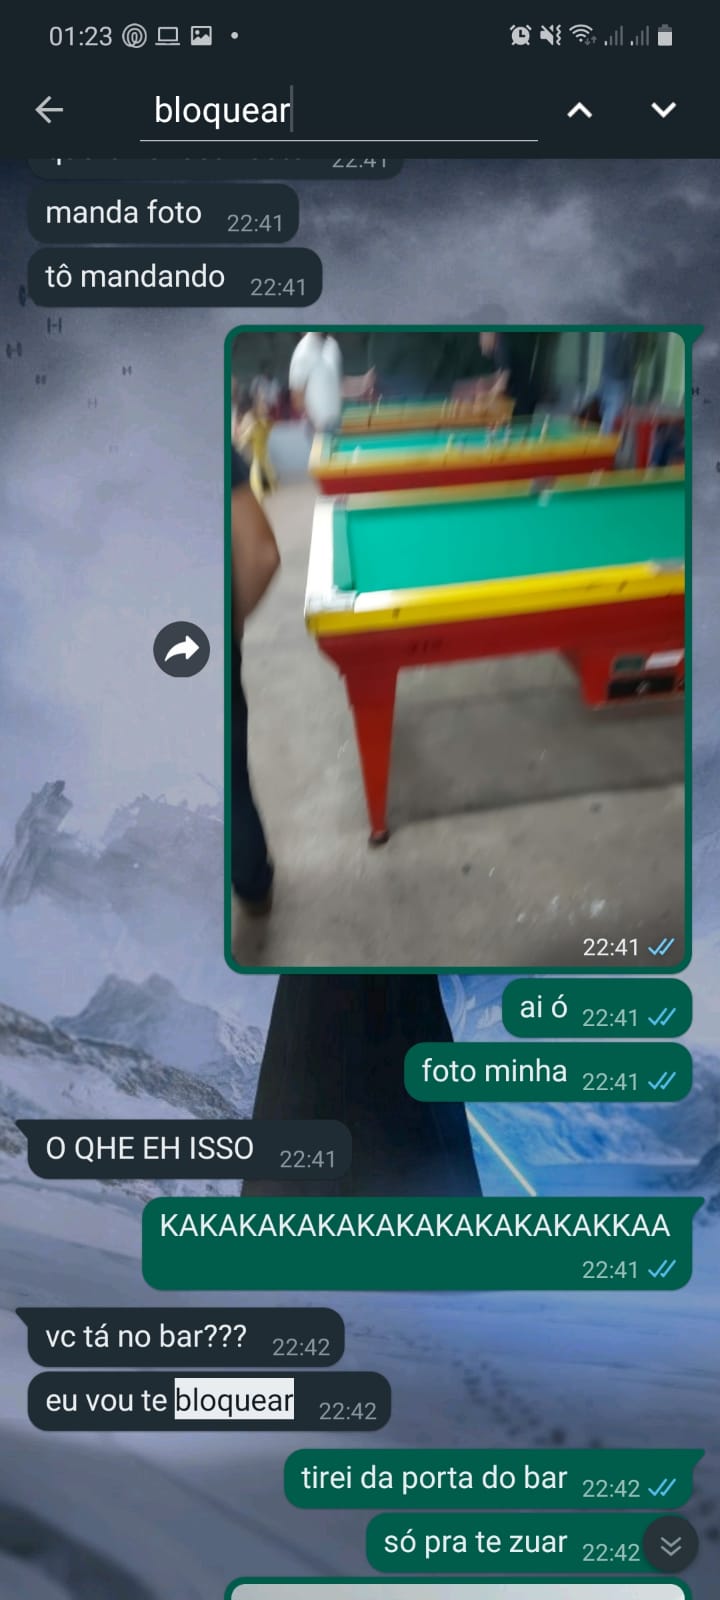 01:23
bloquear
22:41
manda foto 22:41
tô mandando 22:41
22:41
ai ó 22:41
foto minha 22:41
O QHE EH ISSO 22:41
KAKAKAKAKAKAKAKAKAKAKAKKAA
22:41
vc tá no bar??? 22:42
eu vou te bloquear 22:42
tirei da porta do bar 22:42
só pra te zuar 22:42